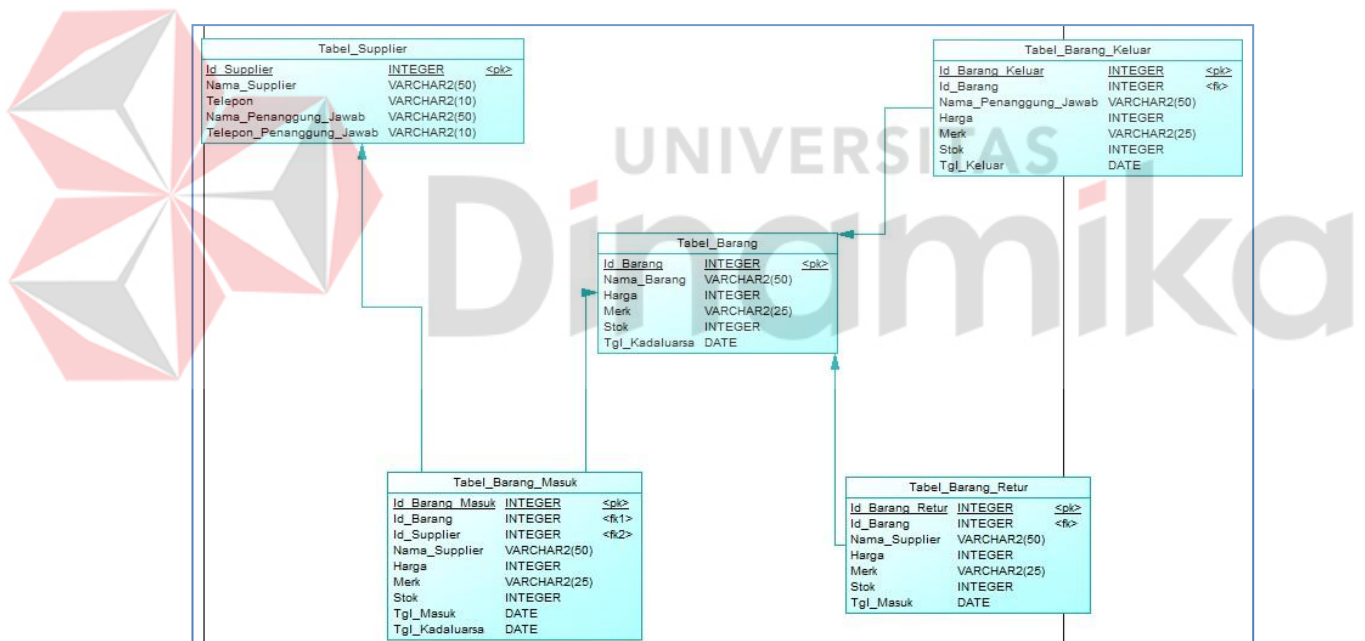 Tabel_Supplier
Id_Supplier INTEGER <pk>
Nama_Supplier VARCHAR2(50)
Telepon VARCHAR2(10)
Nama_Penanggung_Jawab VARCHAR2(50)
Telepon_Penanggung_Jawab VARCHAR2(10)
Tabel_Barang_Keluar
Id_Barang_Keluar INTEGER <pk>
Id_Barang INTEGER <fk>
Nama_Penanggung_Jawab VARCHAR2(50)
Harga INTEGER
Merk VARCHAR2(25)
Stok INTEGER
Tgl_Keluar DATE
UNIVERSITAS
Dinamika
Tabel_Barang
Id_Barang INTEGER <pk>
Nama_Barang VARCHAR2(50)
Harga INTEGER
Merk VARCHAR2(25)
Stok INTEGER
Tgl_Kadaluarsa DATE
Tabel_Barang_Masuk
Id_Barang_Masuk INTEGER <pk>
Id_Barang INTEGER <fk1>
Id_Supplier INTEGER <fk2>
Nama_Supplier VARCHAR2(50)
Harga INTEGER
Merk VARCHAR2(25)
Stok INTEGER
Tgl_Masuk DATE
Tgl_Kadaluarsa DATE
Tabel_Barang_Retur
Id_Barang_Retur INTEGER <pk>
Id_Barang INTEGER <fk>
Nama_Supplier VARCHAR2(50)
Harga INTEGER
Merk VARCHAR2(25)
Stok INTEGER
Tgl_Masuk DATE